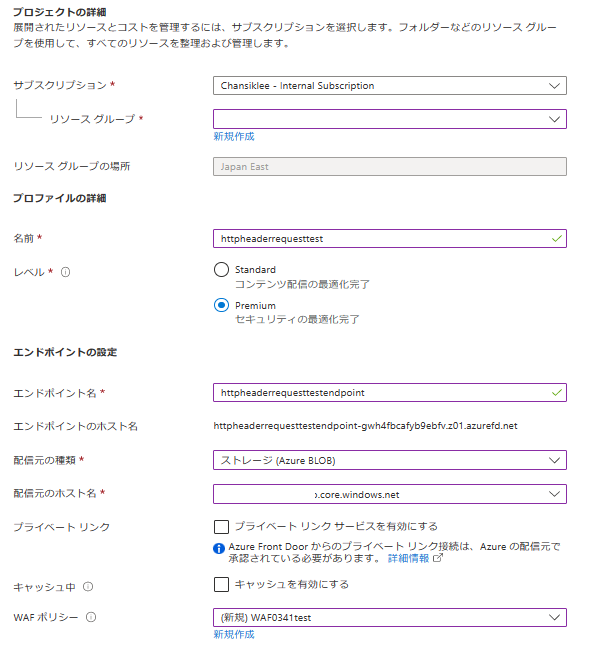 プロジェクトの詳細
展開されたリソースとコストを管理するには、サブスクリプションを選択します。フォルダーなどのリソース グルー
プを使用して、すべてのリソースを整理および管理します。
サブスクリプション *
Chansiklee - Internal Subscription
リソース グループ *
新規作成
リソース グループの場所
Japan East
プロファイルの詳細
名前 *
httpheaderrequesttest
レベル *
Standard
コンテンツ配信の最適化完了
Premium
セキュリティの最適化完了
エンドポイントの設定
エンドポイント名 *
httpheaderrequesttestendpoint
エンドポイントのホスト名
httpheaderrequesttestendpoint-gwh4fbcafyb9ebfv.z01.azurefd.net
配信元の種類 *
ストレージ (Azure BLOB)
配信元のホスト名 *
.core.windows.net
プライベート リンク
プライベート リンク サービスを有効にする
Azure Front Door からのプライベート リンク接続は、Azure の配信元で
承認されている必要があります。 詳細情報
キャッシュ中
キャッシュを有効にする
WAF ポリシー
(新規) WAF0341test
新規作成